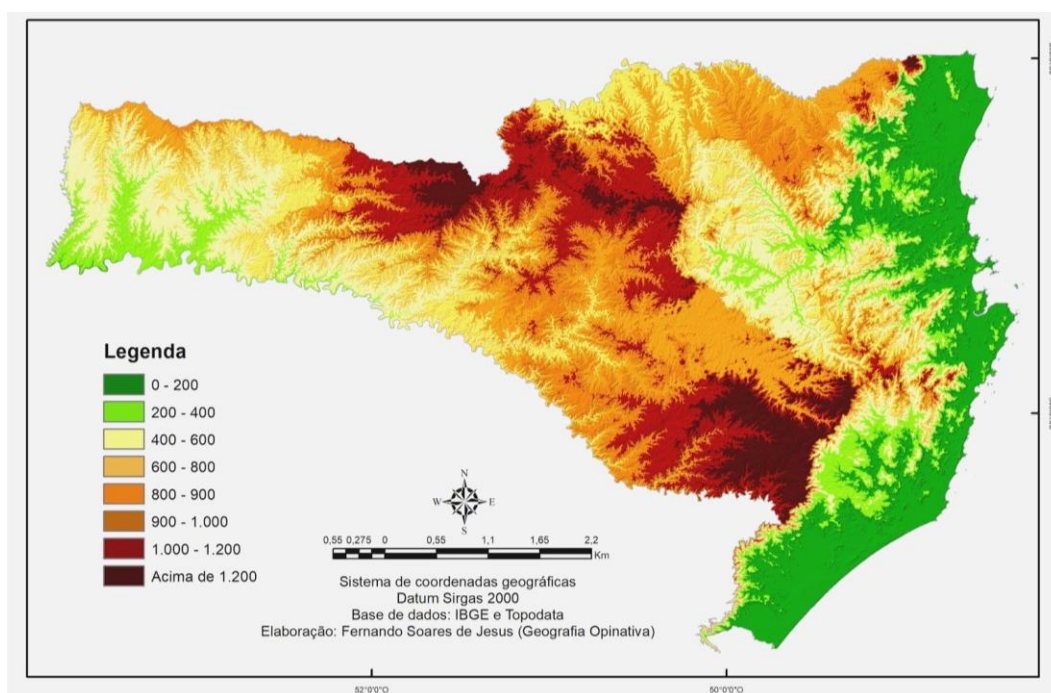 Legenda
0 - 200
200 - 400
400 - 600
600 - 800
800 - 900
900 - 1.000
1.000 - 1.200
Acima de 1.200
N
W E
S
0,55 0,275 0 0,55 1,1 1,65 2,2
Km
Sistema de coordenadas geográficas
Datum Sirgas 2000
Base de dados: IBGE e Topodata
Elaboração: Fernando Soares de Jesus (Geografia Opinativa)
52°0'0"O 50°0'0"O